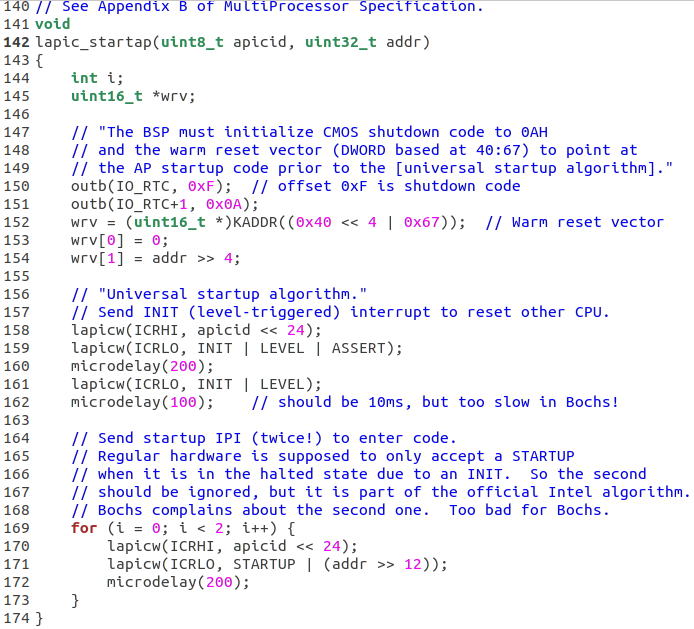 140 // See Appendix B of MultiProcessor Specification.
141 void
142 lapic_startap(uint8_t apicid, uint32_t addr)
143 {
144     int i;
145     uint16_t *wrv;
146
147     // "The BSP must initialize CMOS shutdown code to 0AH
148     // and the warm reset vector (DWORD based at 40:67) to point at
149     // the AP startup code prior to the [universal startup algorithm]."
150     outb(IO_RTC, 0xF);  // offset 0xF is shutdown code
151     outb(IO_RTC+1, 0x0A);
152     wrv = (uint16_t *)KADDR((0x40 << 4 | 0x67));  // Warm reset vector
153     wrv[0] = 0;
154     wrv[1] = addr >> 4;
155
156     // "Universal startup algorithm."
157     // Send INIT (level-triggered) interrupt to reset other CPU.
158     lapicw(ICRHI, apicid << 24);
159     lapicw(ICRLO, INIT | LEVEL | ASSERT);
160     microdelay(200);
161     lapicw(ICRLO, INIT | LEVEL);
162     microdelay(100);    // should be 10ms, but too slow in Bochs!
163
164     // Send startup IPI (twice!) to enter code.
165     // Regular hardware is supposed to only accept a STARTUP
166     // when it is in the halted state due to an INIT.  So the second
167     // should be ignored, but it is part of the official Intel algorithm.
168     // Bochs complains about the second one.  Too bad for Bochs.
169     for (i = 0; i < 2; i++) {
170         lapicw(ICRHI, apicid << 24);
171         lapicw(ICRLO, STARTUP | (addr >> 12));
172         microdelay(200);
173     }
174 }